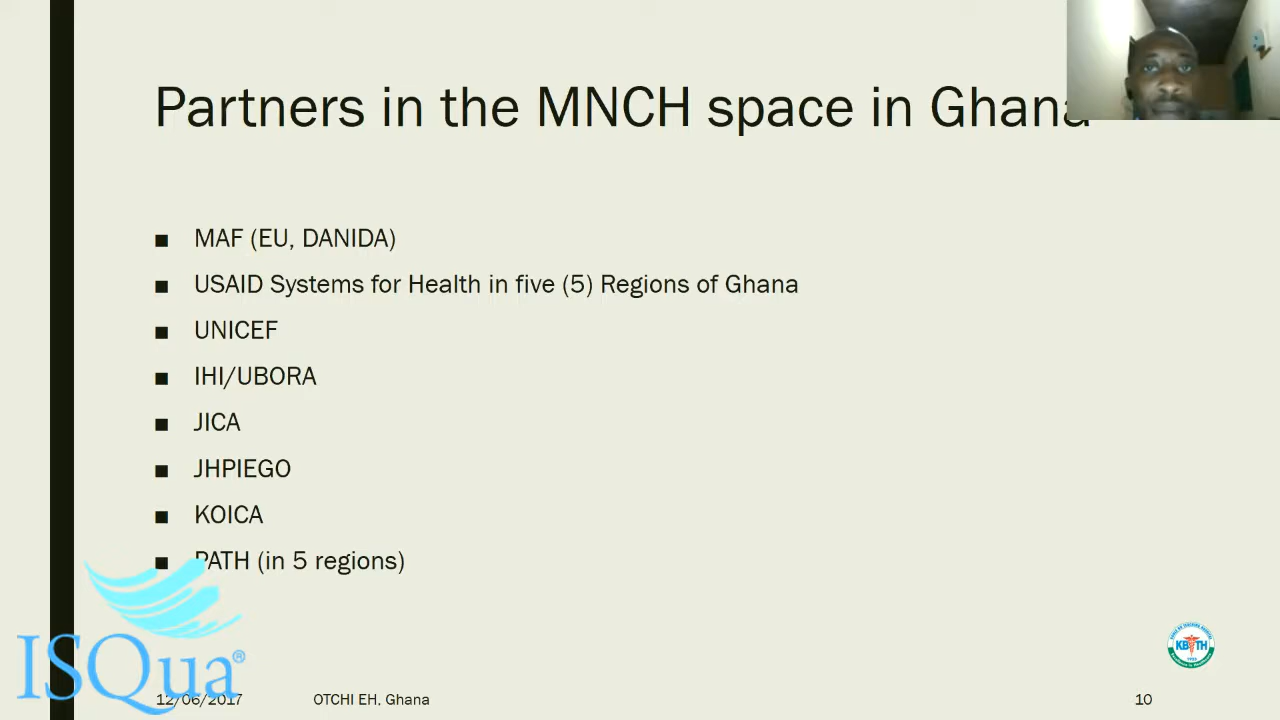 Partners in the MNCH space in Ghana
■ MAF (EU, DANIDA)
■ USAID Systems for Health in five (5) Regions of Ghana
■ UNICEF
■ IHI/UBORA
■ JICA
■ JHPIEGO
■ KOICA
■ PATH (in 5 regions)
KBTH
ISQua®
12/06/2017 OTCHI EH, Ghana 10